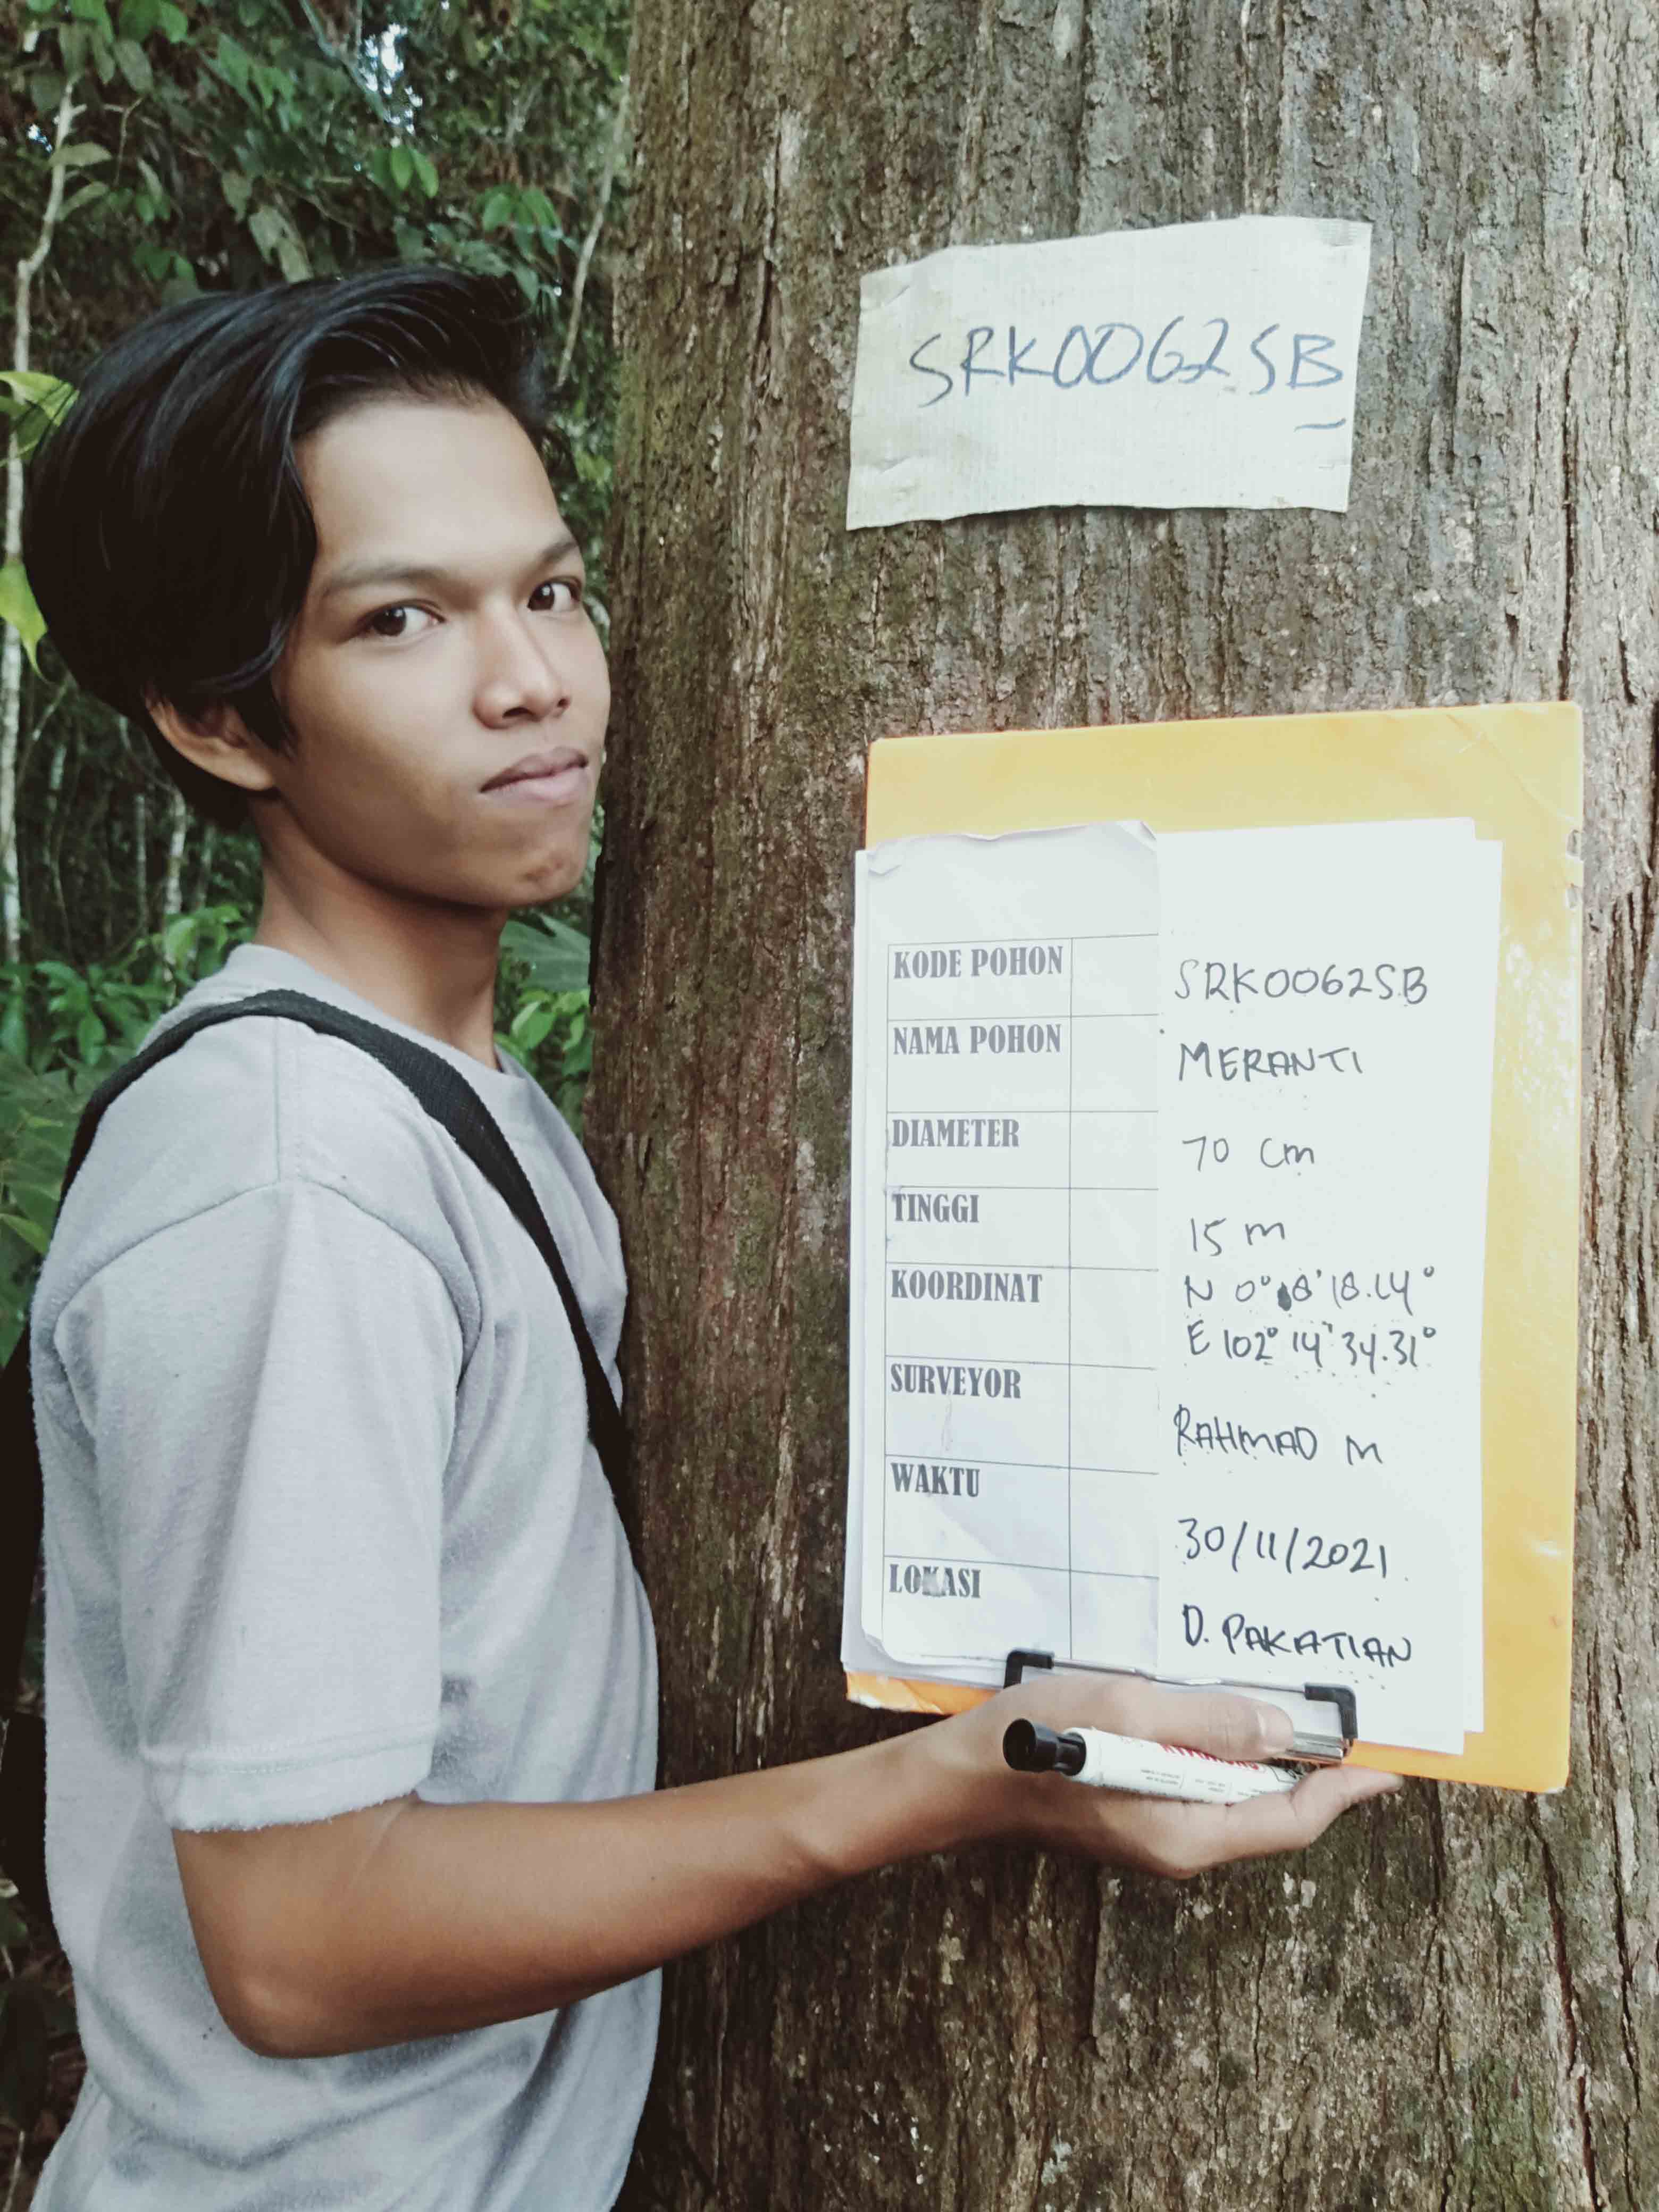 SRK0062SB
KODE POHON SRK0062SB
NAMA POHON MERANTI
DIAMETER 70 cm
TINGGI 15 m
KOORDINAT N 0° 8' 18.14°
E 102° 14' 34.31°
SURVEYOR RAHMAD M
WAKTU 30/11/2021
LOKASI D. PAKATIAN